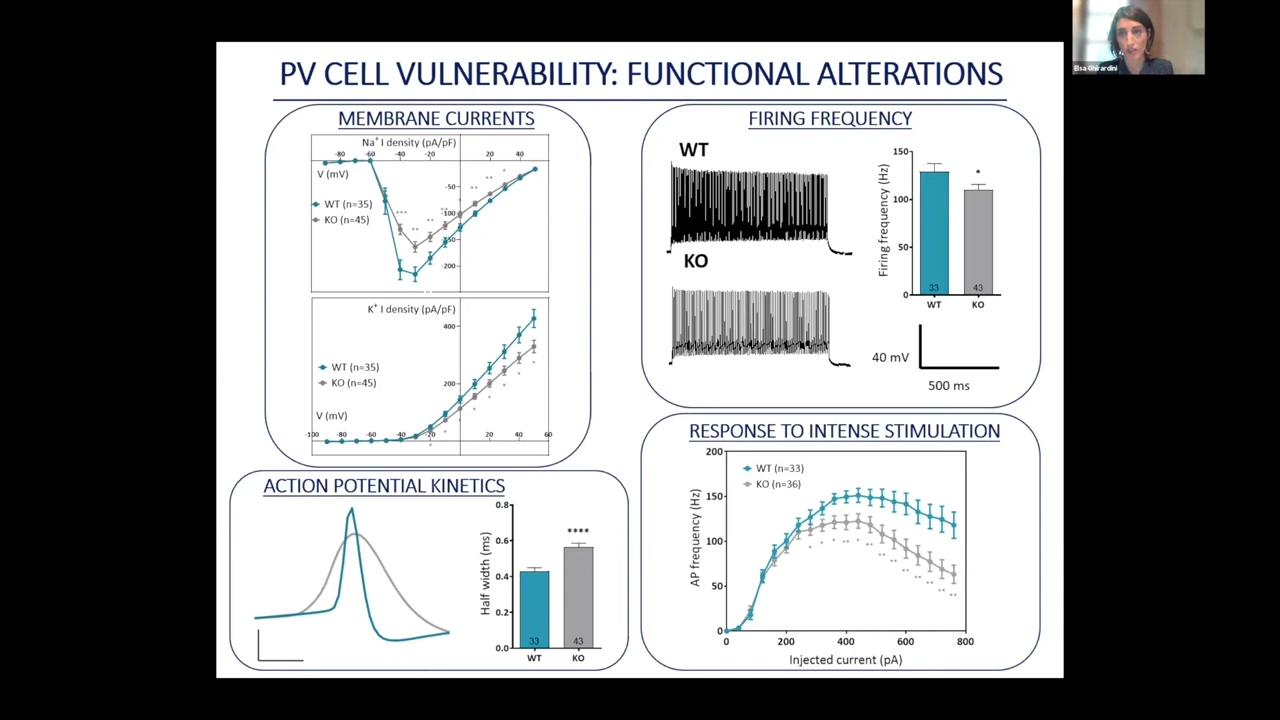 PV CELL VULNERABILITY: FUNCTIONAL ALTERATIONS
Elsa Ghirardini
MEMBRANE CURRENTS
Na⁺ I density (pA/pF)
-80 -60 -40 20 40
V (mV)
-50
WT (n=35)
KO (n=45)
-100
-150
-200
K⁺ I density (pA/pF)
400
WT (n=35)
KO (n=45)
200
V (mV)
-100 -80 -60 -40 -20 20 40 60
FIRING FREQUENCY
WT
KO
Firing frequency (Hz)
150
*
100
50
0
33 43
WT KO
40 mV
500 ms
ACTION POTENTIAL KINETICS
Half width (ms)
0.8
****
0.6
0.4
0.2
0.0
33 43
WT KO
RESPONSE TO INTENSE STIMULATION
AP frequency (Hz)
200
WT (n=33)
KO (n=36)
150
100
50
0
0 200 400 600 800
Injected current (pA)